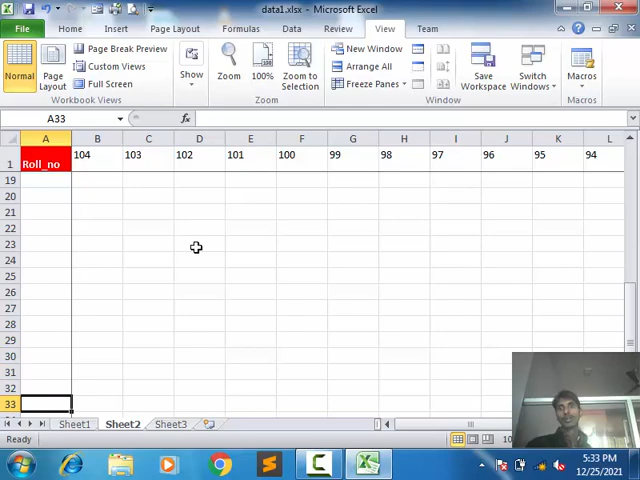 data1.xlsx - Microsoft Excel
File Home Insert Page Layout Formulas Data Review View Team
Normal
Page Layout
Page Break Preview
Custom Views
Full Screen
Workbook Views
Show
Zoom
100%
Zoom to Selection
Zoom
New Window
Arrange All
Freeze Panes
Save Workspace
Switch Windows
Window
Macros
Macros
A33 fx
A B C D E F G H I J K L
1 Roll_no 104 103 102 101 100 99 98 97 96 95 94
19
20
21
22
23
24
25
26
27
28
29
30
31
32
33
Sheet1 Sheet2 Sheet3
Ready
5:33 PM
12/25/2021